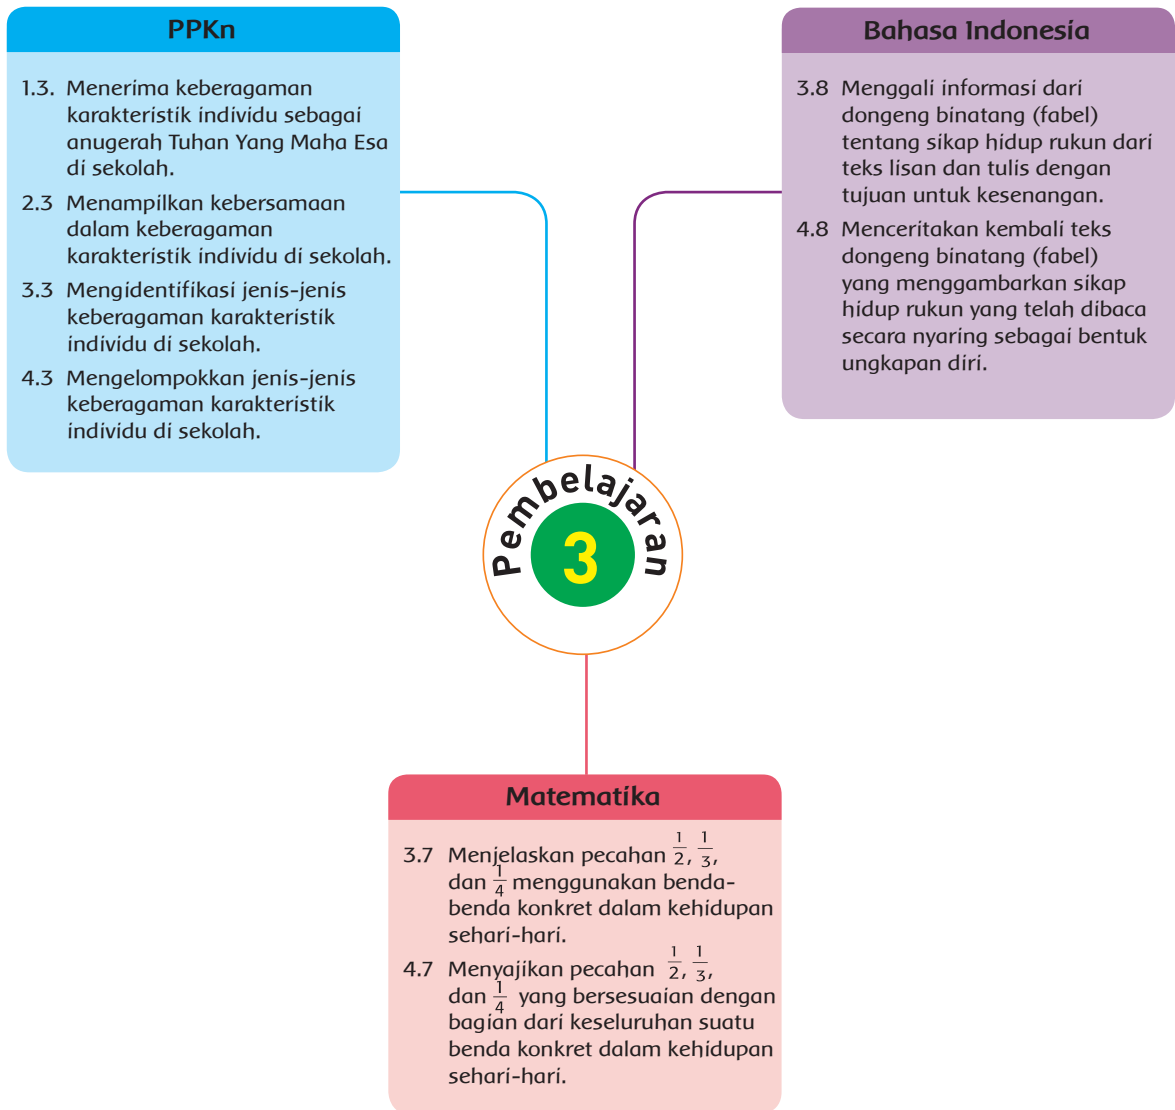 PPKn
1.3. Menerima keberagaman
karakteristik individu sebagai
anugerah Tuhan Yang Maha Esa
di sekolah.
2.3 Menampilkan kebersamaan
dalam keberagaman
karakteristik individu di sekolah.
3.3 Mengidentifikasi jenis-jenis
keberagaman karakteristik
individu di sekolah.
4.3 Mengelompokkan jenis-jenis
keberagaman karakteristik
individu di sekolah.
Bahasa Indonesia
3.8 Menggali informasi dari
dongeng binatang (fabel)
tentang sikap hidup rukun dari
teks lisan dan tulis dengan
tujuan untuk kesenangan.
4.8 Menceritakan kembali teks
dongeng binatang (fabel)
yang menggambarkan sikap
hidup rukun yang telah dibaca
secara nyaring sebagai bentuk
ungkapan diri.
Pembelajaran
3
Matematika
3.7 Menjelaskan pecahan 1/2, 1/3,
dan 1/4 menggunakan benda-
benda konkret dalam kehidupan
sehari-hari.
4.7 Menyajikan pecahan 1/2, 1/3,
dan 1/4 yang bersesuaian dengan
bagian dari keseluruhan suatu
benda konkret dalam kehidupan
sehari-hari.